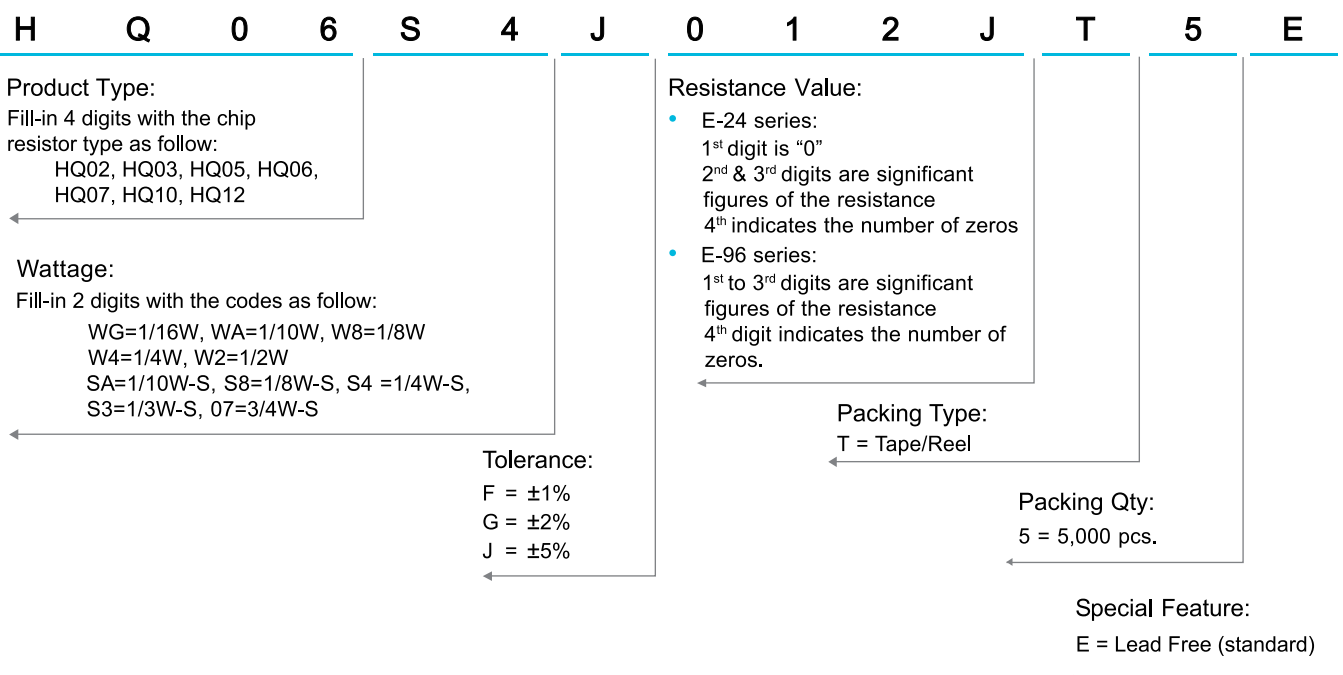 H Q 0 6 S 4 J 0 1 2 J T 5 E
Product Type:
Fill-in 4 digits with the chip
resistor type as follow:
HQ02, HQ03, HQ05, HQ06,
HQ07, HQ10, HQ12
Wattage:
Fill-in 2 digits with the codes as follow:
WG=1/16W, WA=1/10W, W8=1/8W
W4=1/4W, W2=1/2W
SA=1/10W-S, S8=1/8W-S, S4 =1/4W-S,
S3=1/3W-S, 07=3/4W-S
Tolerance:
F = ±1%
G = ±2%
J = ±5%
Resistance Value:
• E-24 series:
1st digit is “0”
2nd & 3rd digits are significant
figures of the resistance
4th indicates the number of zeros
• E-96 series:
1st to 3rd digits are significant
figures of the resistance
4th digit indicates the number of
zeros.
Packing Type:
T = Tape/Reel
Packing Qty:
5 = 5,000 pcs.
Special Feature:
E = Lead Free (standard)